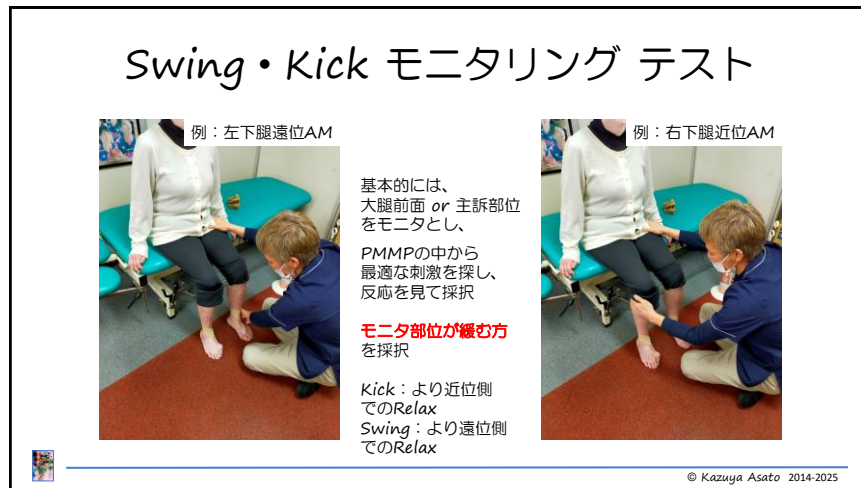 Swing・Kick モニタリング テスト
例：左下腿遠位AM
例：右下腿近位AM
基本的には、
大腿前面 or 主訴部位
をモニタとし、
PMMPの中から
最適な刺激を探し、
反応を見て採択
モニタ部位が緩む方
を採択
Kick：より近位側
でのRelax
Swing：より遠位側
でのRelax
© Kazuya Asato 2014-2025